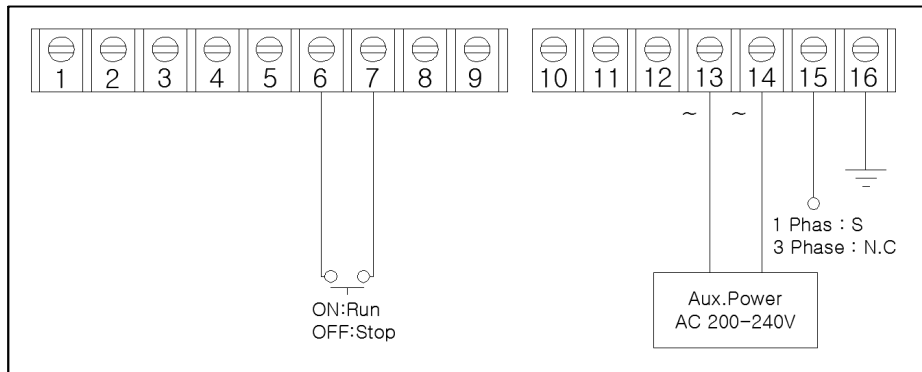 1 2 3 4 5 6 7 8 9 10 11 12 13 14 15 16
~ ~
1 Phas : S
3 Phase : N.C
ON:Run
OFF:Stop
Aux.Power
AC 200-240V